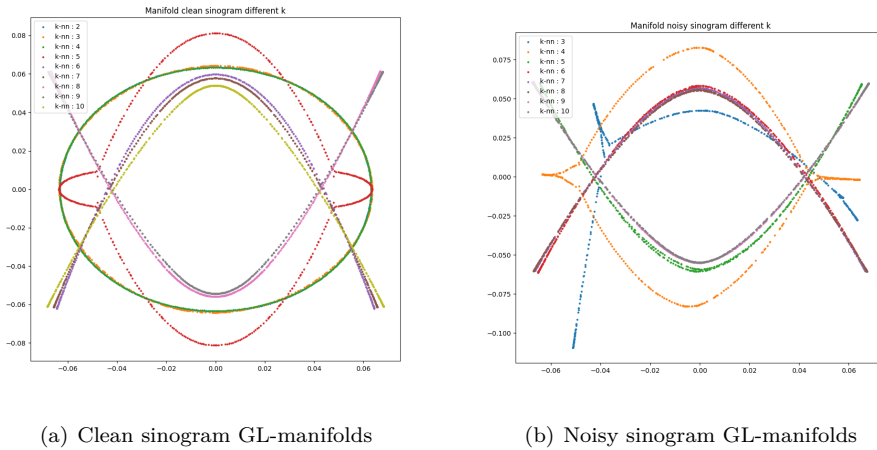 Manifold clean sinogram different k
k-nn : 2
k-nn : 3
k-nn : 4
k-nn : 5
k-nn : 6
k-nn : 7
k-nn : 8
k-nn : 9
k-nn : 10
0.08
0.06
0.04
0.02
0.00
−0.02
−0.04
−0.06
−0.08
−0.06
−0.04
−0.02
0.00
0.02
0.04
0.06
(a) Clean sinogram GL-manifolds
Manifold noisy sinogram different k
k-nn : 3
k-nn : 4
k-nn : 5
k-nn : 6
k-nn : 7
k-nn : 8
k-nn : 9
k-nn : 10
0.075
0.050
0.025
0.000
−0.025
−0.050
−0.075
−0.100
−0.06
−0.04
−0.02
0.00
0.02
0.04
0.06
(b) Noisy sinogram GL-manifolds